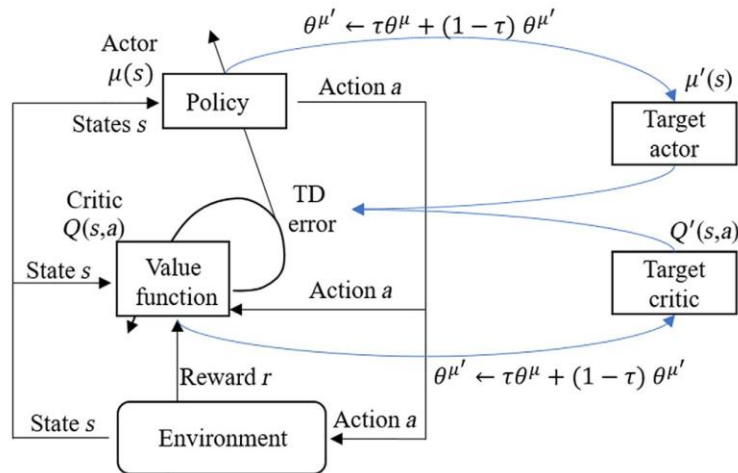 θ^μ′ ← τθ^μ + (1 − τ) θ^μ′
Actor
μ(s)
Policy
Action a
μ′(s)
States s
Target
actor
Critic
Q(s,a)
TD
error
Q′(s,a)
State s
Value
function
Action a
Target
critic
Reward r
θ^μ′ ← τθ^μ + (1 − τ) θ^μ′
State s
Environment
Action a